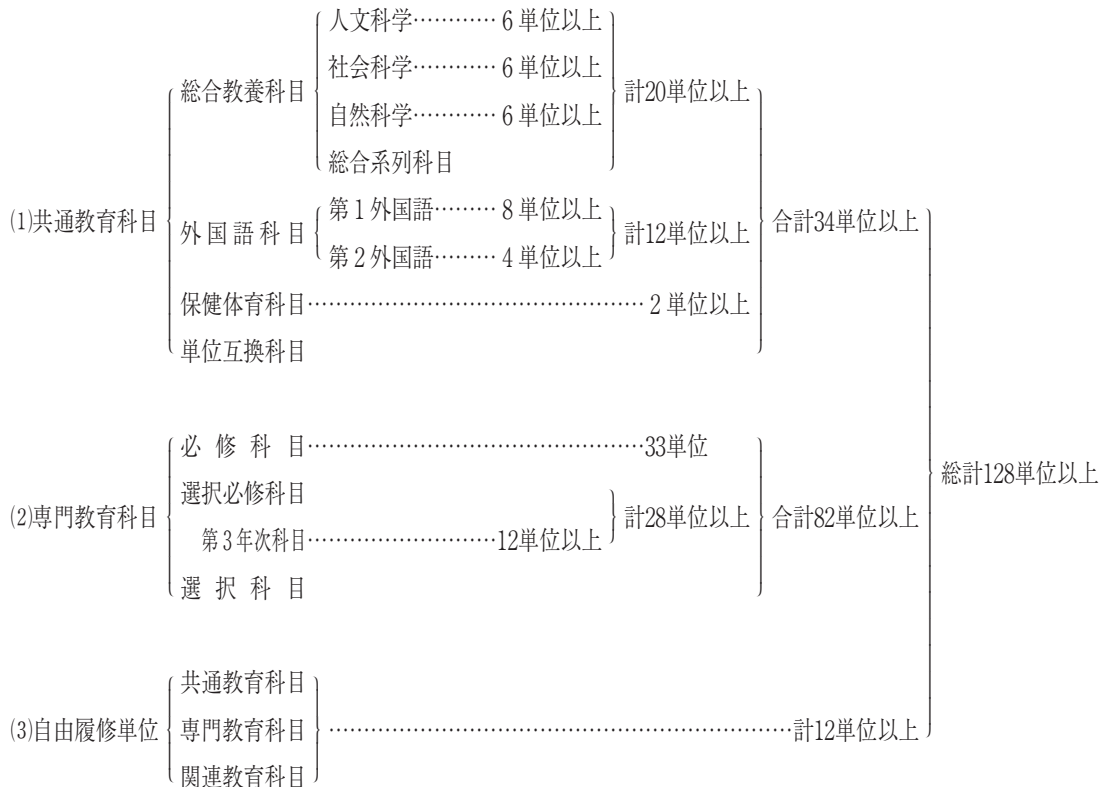 人文科学…………6単位以上
社会科学…………6単位以上
総合教養科目 計20単位以上
自然科学…………6単位以上
総合系列科目
第1外国語………8単位以上
(1)共通教育科目 外国語科目 計12単位以上 合計34単位以上
第2外国語………4単位以上
保健体育科目…………………………………………2単位以上
単位互換科目
必修科目…………………………………………33単位
総計128単位以上
選択必修科目
(2)専門教育科目 計28単位以上 合計82単位以上
第3年次科目………………………12単位以上
選択科目
共通教育科目
(3)自由履修単位 専門教育科目 …………………………………………………………計12単位以上
関連教育科目